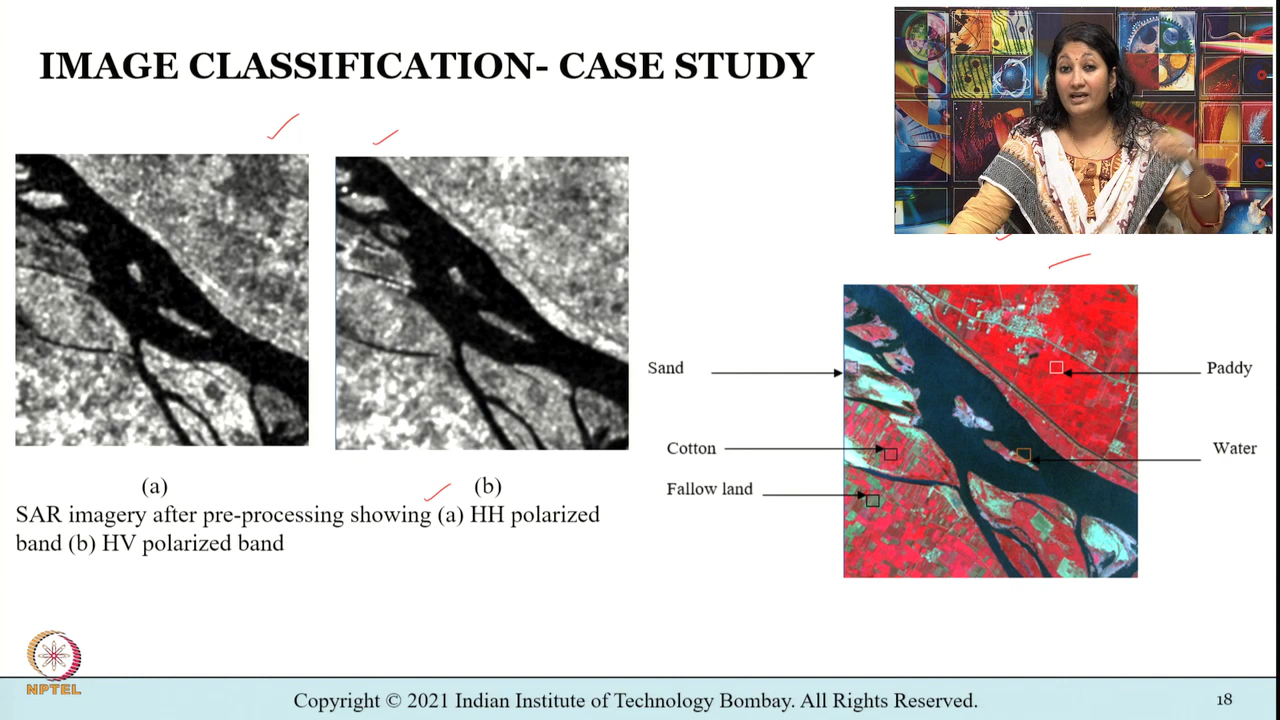 IMAGE CLASSIFICATION- CASE STUDY
Sand
Paddy
Cotton
Water
Fallow land
(a)
(b)
SAR imagery after pre-processing showing (a) HH polarized
band (b) HV polarized band
NPTEL
Copyright © 2021 Indian Institute of Technology Bombay. All Rights Reserved.
18